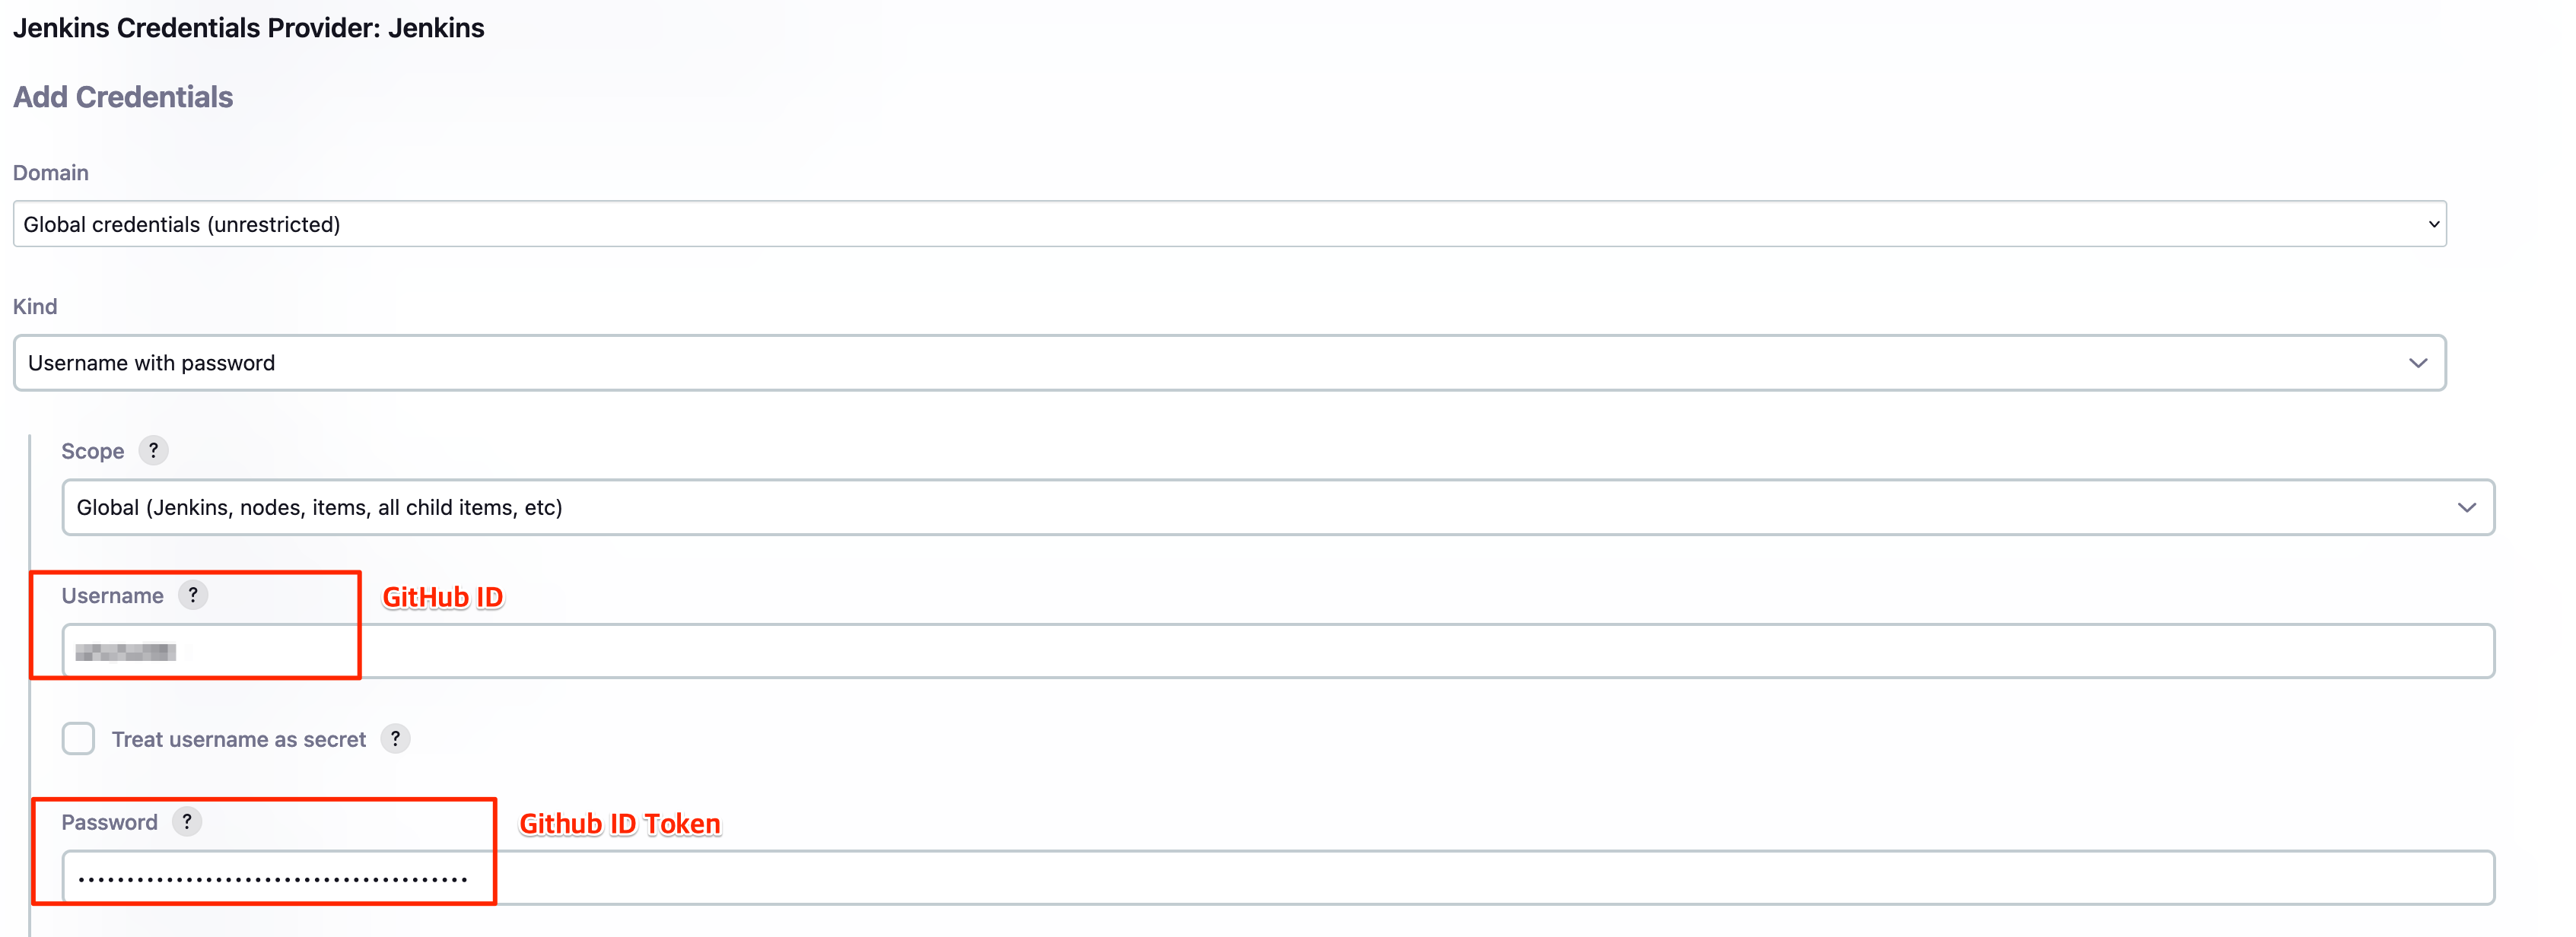 Jenkins Credentials Provider: Jenkins
Add Credentials
Domain
Global credentials (unrestricted)
Kind
Username with password
Scope ?
Global (Jenkins, nodes, items, all child items, etc)
Username ? GitHub ID
Treat username as secret ?
Password ? Github ID Token